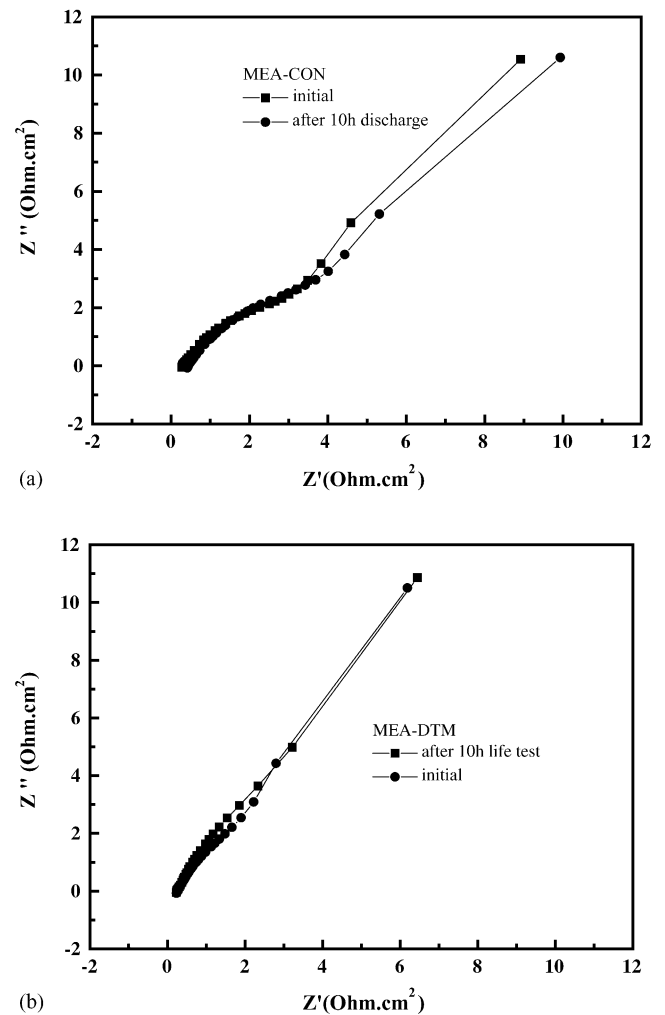 12
10
8
6
4
2
0
-2
Z '' (Ohm.cm²)
MEA-CON
initial
after 10h discharge
-2 0 2 4 6 8 10 12
(a)
Z'(Ohm.cm²)
12
10
8
6
4
2
0
-2
Z '' (Ohm.cm²)
MEA-DTM
after 10h life test
initial
-2 0 2 4 6 8 10 12
(b)
Z'(Ohm.cm²)